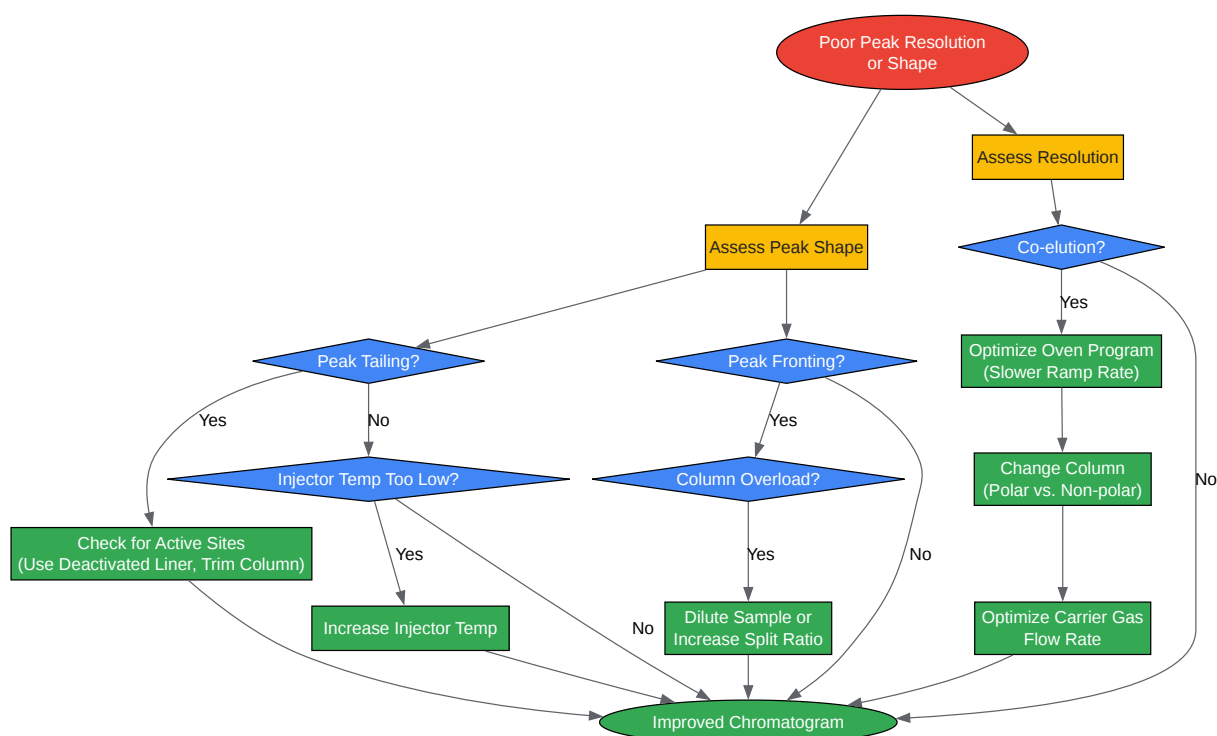 Poor Peak Resolution
or Shape
Assess Resolution
Assess Peak Shape
Co-elution?
Yes
Peak Tailing?
Peak Fronting?
Optimize Oven Program
(Slower Ramp Rate)
Yes
No
Yes
Injector Temp Too Low?
Column Overload?
Change Column
(Polar vs. Non-polar)
No
Check for Active Sites
(Use Deactivated Liner, Trim Column)
Yes
Yes
No
Increase Injector Temp
No
Dilute Sample or
Increase Split Ratio
Optimize Carrier Gas
Flow Rate
Improved Chromatogram